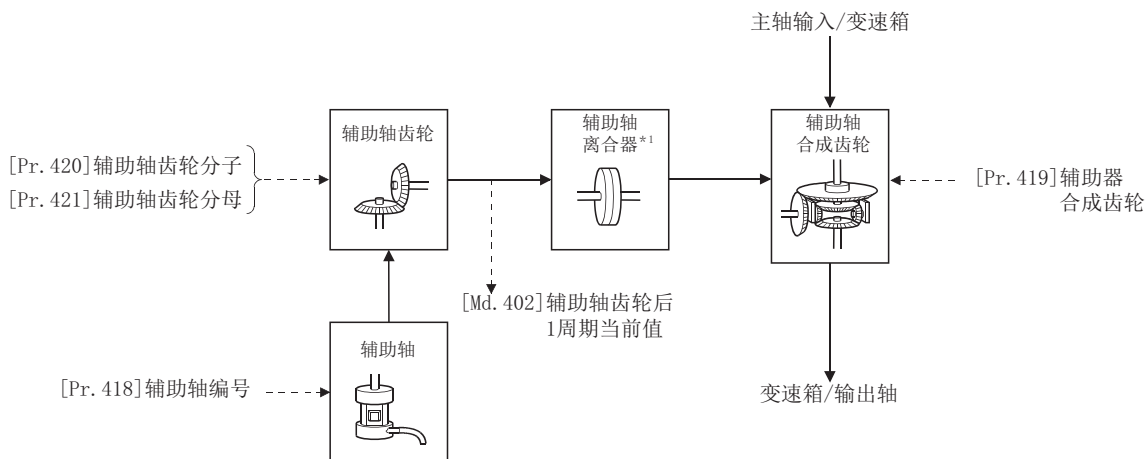 主轴输入/变速箱
辅助轴齿轮
辅助轴
离合器*1
辅助轴
合成齿轮
[Pr.420]辅助轴齿轮分子
[Pr.421]辅助轴齿轮分母
[Pr.419]辅助器
合成齿轮
[Md.402]辅助轴齿轮后
1周期当前值
辅助轴
[Pr.418]辅助轴编号
变速箱/输出轴